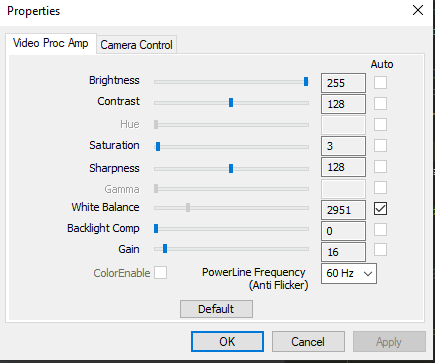 Properties
Video Proc Amp
Camera Control
Auto
Brightness 255
Contrast 128
Hue
Saturation 3
Sharpness 128
Gamma
White Balance 2951
Backlight Comp 0
Gain 16
ColorEnable PowerLine Frequency 60 Hz
(Anti Flicker)
Default
OK Cancel Apply